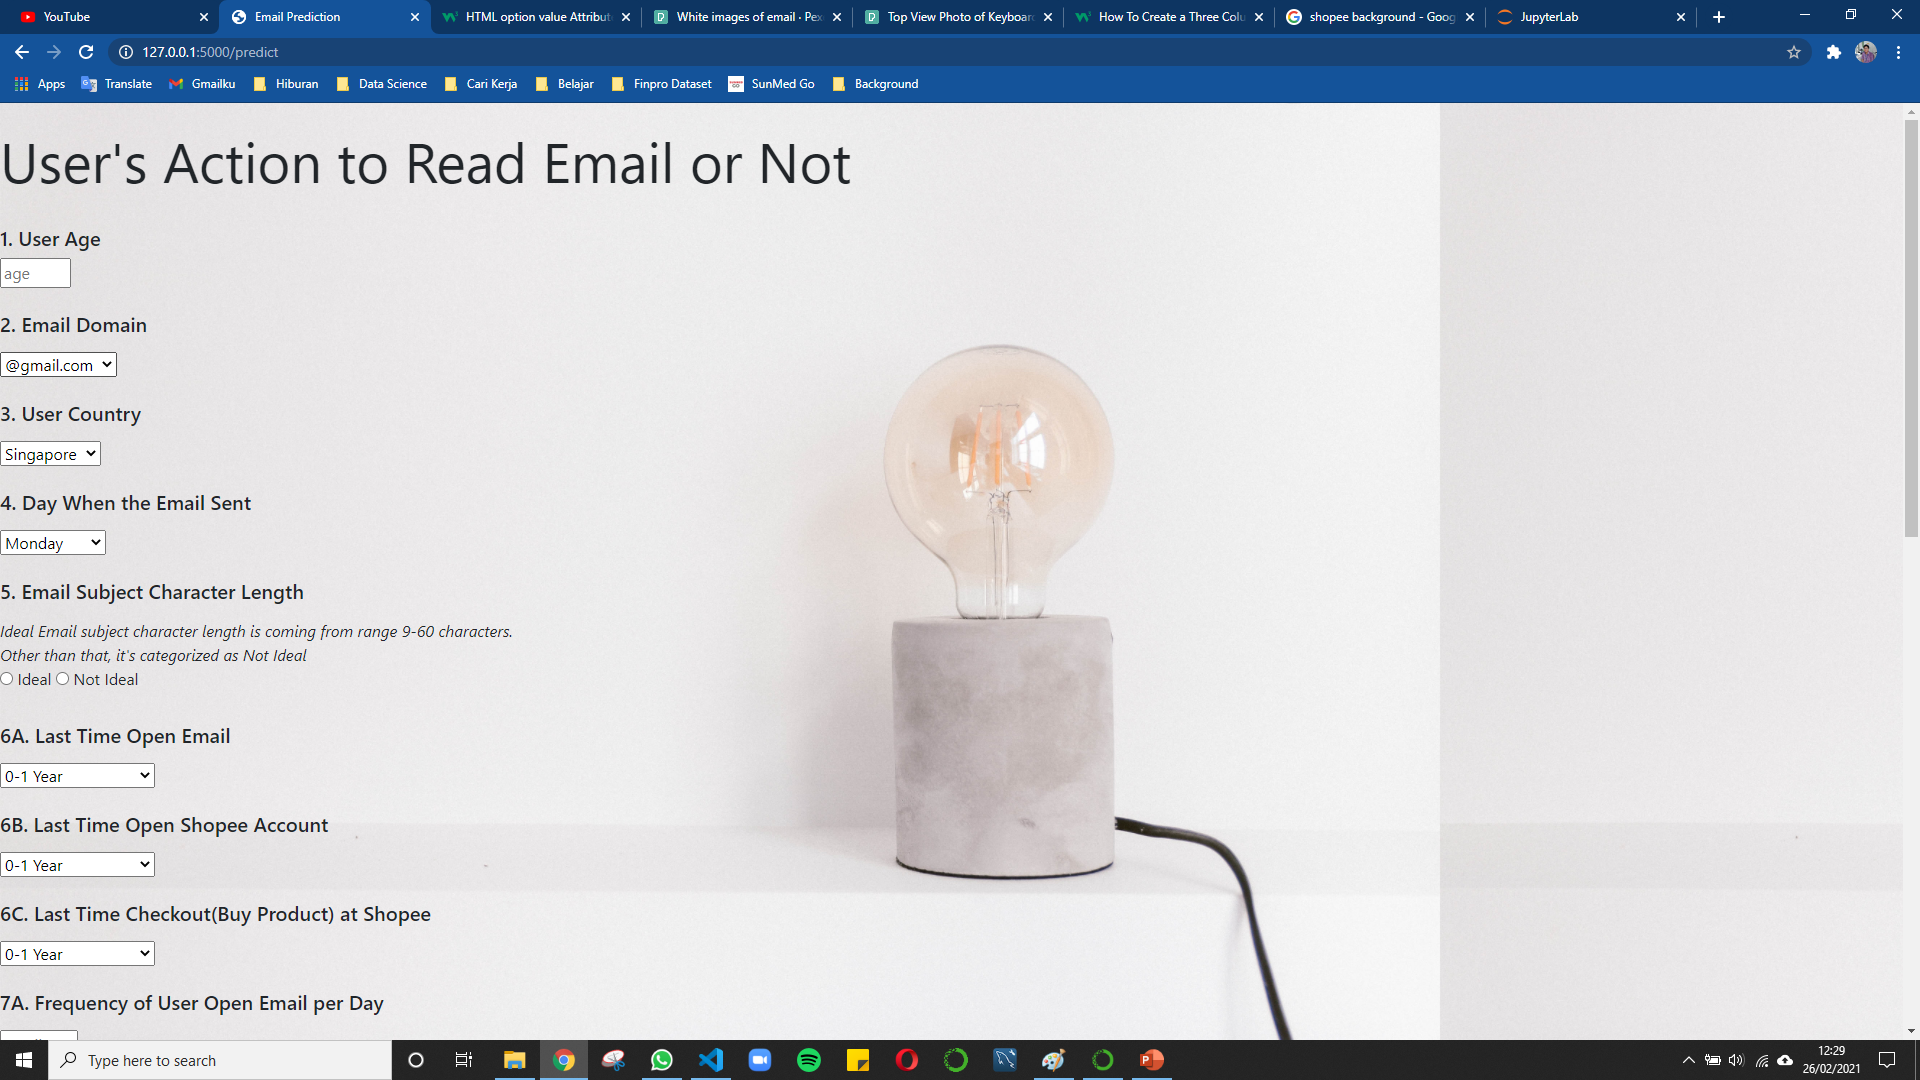 YouTube
Email Prediction
HTML option value Attribut
White images of email · Pex
Top View Photo of Keyboard
How To Create a Three Colu
shopee background - Goog
JupyterLab
127.0.0.1:5000/predict
Apps
Translate
Gmailku
Hiburan
Data Science
Cari Kerja
Belajar
Finpro Dataset
SunMed Go
Background
User's Action to Read Email or Not
1. User Age
age
2. Email Domain
@gmail.com
3. User Country
Singapore
4. Day When the Email Sent
Monday
5. Email Subject Character Length
Ideal Email subject character length is coming from range 9-60 characters.
Other than that, it's categorized as Not Ideal
Ideal Not Ideal
6A. Last Time Open Email
0-1 Year
6B. Last Time Open Shopee Account
0-1 Year
6C. Last Time Checkout(Buy Product) at Shopee
0-1 Year
7A. Frequency of User Open Email per Day
Type here to search
12:29
26/02/2021